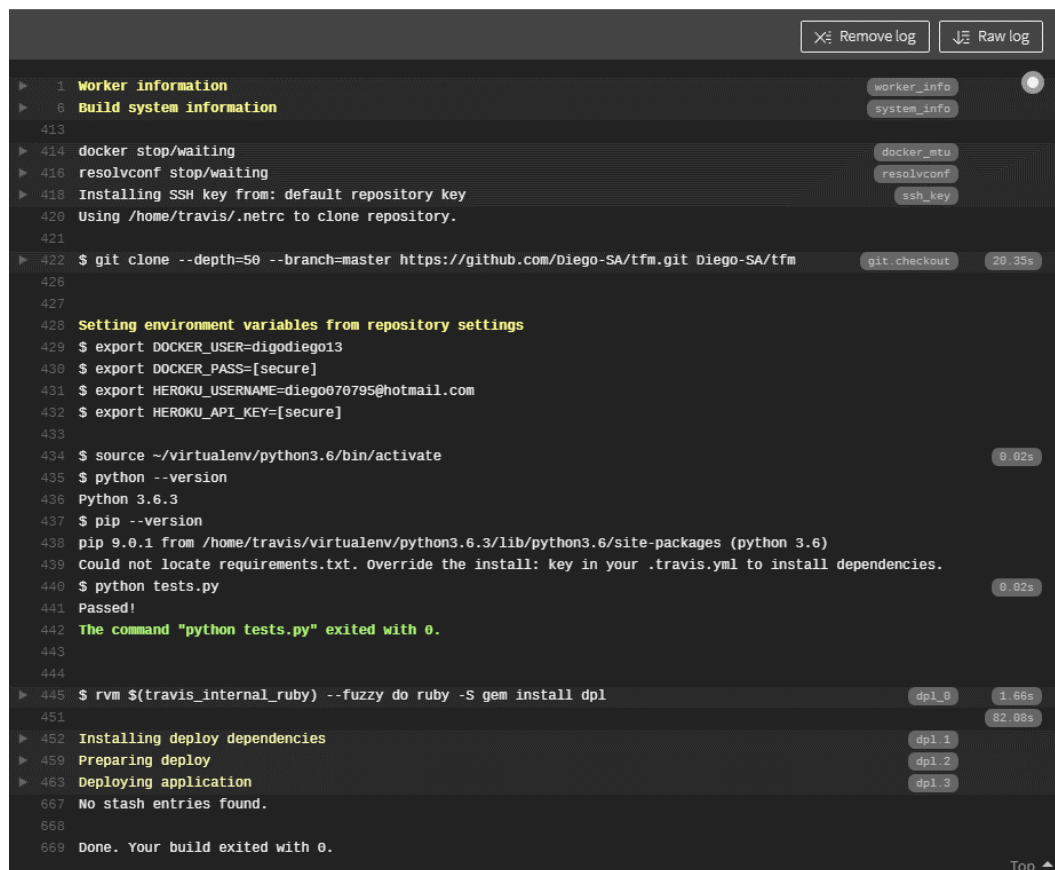 Remove log Raw log
1 Worker information worker_info
6 Build system information system_info
413
414 docker stop/waiting docker_mtu
416 resolvconf stop/waiting resolvconf
418 Installing SSH key from: default repository key ssh_key
420 Using /home/travis/.netrc to clone repository.
421
422 $ git clone --depth=50 --branch=master https://github.com/Diego-SA/tfm.git Diego-SA/tfm git.checkout 20.35s
426
427
428 Setting environment variables from repository settings
429 $ export DOCKER_USER=digodiego13
430 $ export DOCKER_PASS=[secure]
431 $ export HEROKU_USERNAME=diego070795@hotmail.com
432 $ export HEROKU_API_KEY=[secure]
433
434 $ source ~/virtualenv/python3.6/bin/activate 0.02s
435 $ python --version
436 Python 3.6.3
437 $ pip --version
438 pip 9.0.1 from /home/travis/virtualenv/python3.6.3/lib/python3.6/site-packages (python 3.6)
439 Could not locate requirements.txt. Override the install: key in your .travis.yml to install dependencies.
440 $ python tests.py 0.02s
441 Passed!
442 The command "python tests.py" exited with 0.
443
444
445 $ rvm $(travis_internal_ruby) --fuzzy do ruby -S gem install dpl dpl_0 1.66s
451 82.08s
452 Installing deploy dependencies dpl.1
459 Preparing deploy dpl.2
463 Deploying application dpl.3
667 No stash entries found.
668
669 Done. Your build exited with 0.
Top